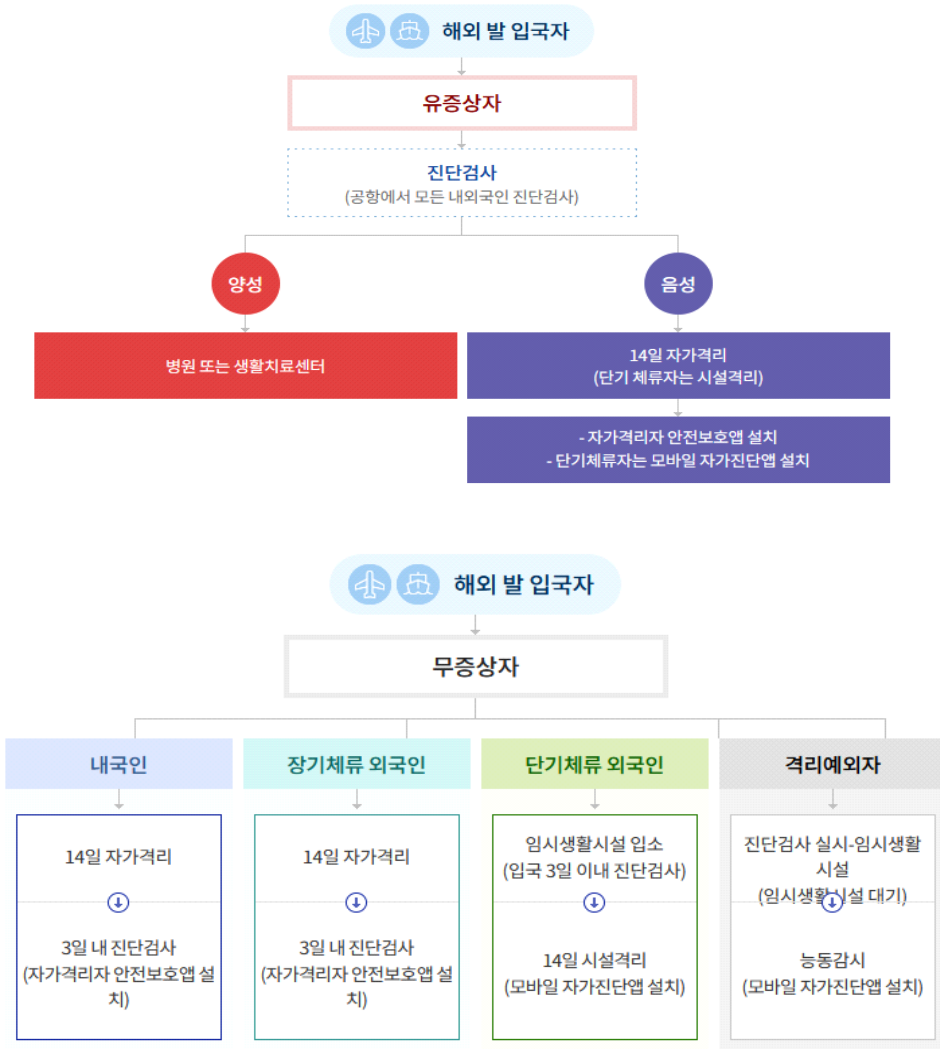 해외 발 입국자
유증상자
진단검사
(공항에서 모든 내외국인 진단검사)
양성
음성
병원 또는 생활치료센터
14일 자가격리
(단기 체류자는 시설격리)
- 자가격리자 안전보호앱 설치
- 단기체류자는 모바일 자가진단앱 설치
해외 발 입국자
무증상자
내국인
장기체류 외국인
단기체류 외국인
격리예외자
14일 자가격리
3일 내 진단검사
(자가격리자 안전보호앱 설
치)
14일 자가격리
3일 내 진단검사
(자가격리자 안전보호앱 설
치)
임시생활시설 입소
(입국 3일 이내 진단검사)
14일 시설격리
(모바일 자가진단앱 설치)
진단검사 실시-임시생활
시설
(임시생활시설 대기)
능동감시
(모바일 자가진단앱 설치)